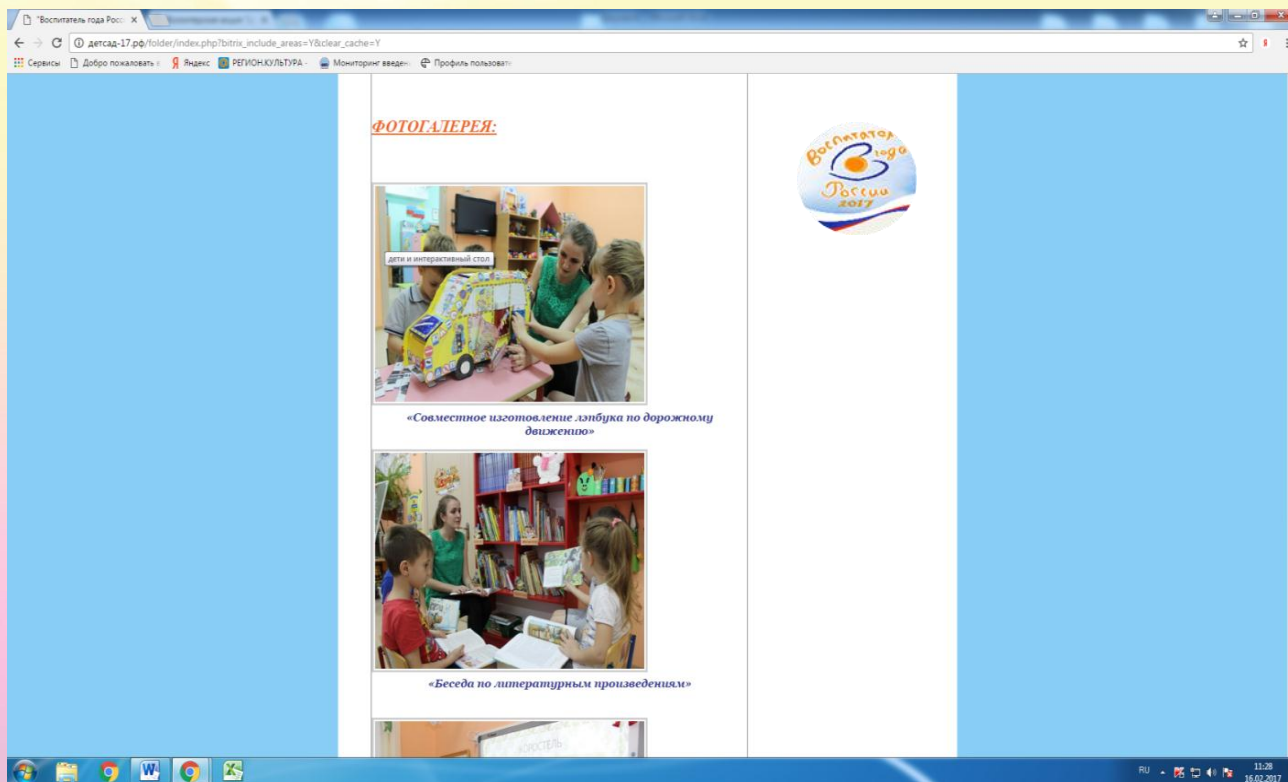 "Воспитатель года Росс
детсад-17.рф/folder/index.php?bitrix_include_areas=Y&clear_cache=Y
Сервисы Добро пожаловать Яндекс РЕГИОН.КУЛЬТУРА - Мониторинг введен Профиль пользоват
ФОТОГАЛЕРЕЯ:
Воспитатель
года
России
2017
дети и интерактивный стол
«Совместное изготовление лэпбука по дорожному
движению»
«Беседа по литературным произведениям»
КОРОСТЕЛЬ
RU
11:28
16.02.2017